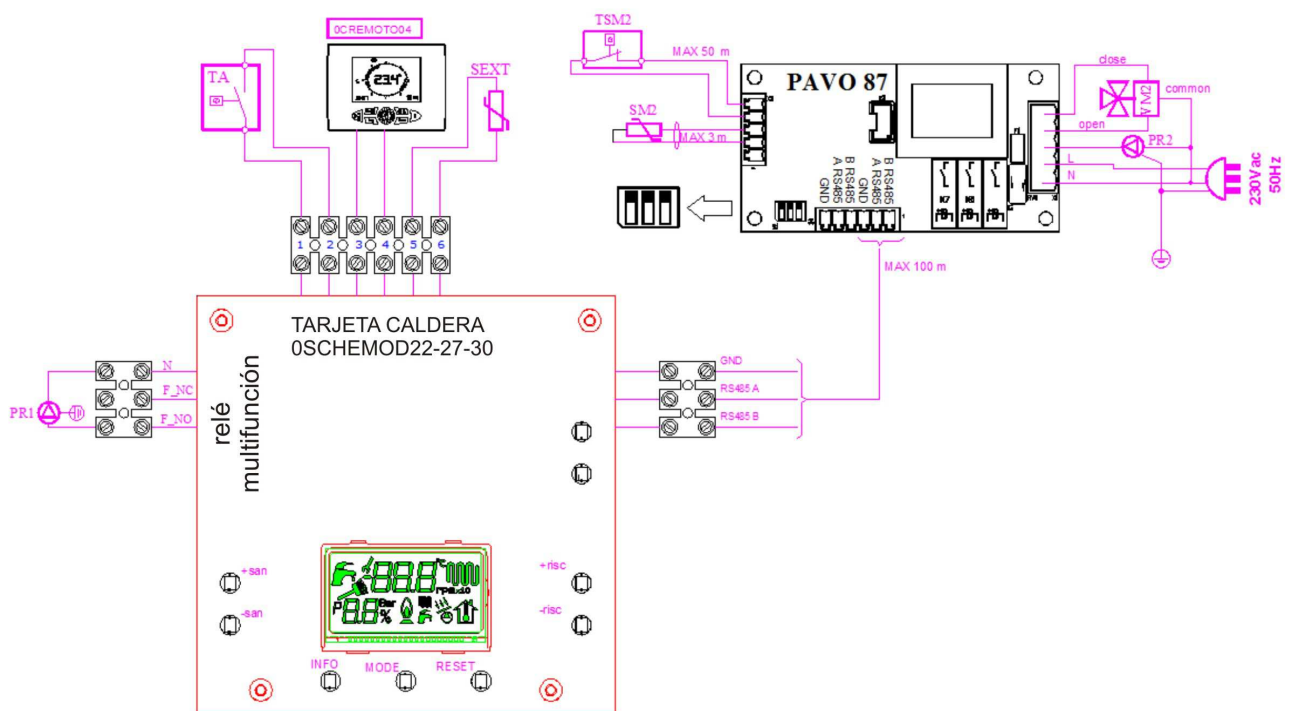 0CREMOTO04
TA
SEXT
1 2 3 4 5 6
TSM2
MAX 50 m
SM2
MAX 3 m
PAVO 87
close
common
VM2
open
PR2
L
N
230Vac
50Hz
B RS485
A RS485
GND
B RS485
A RS485
GND
MAX 100 m
TARJETA CALDERA
0SCHEMOD22-27-30
relé
multifunción
PR1
N
F_NC
F_NO
GND
RS485 A
RS485 B
+san
-san
+risc
-risc
°C
rpmx10
P
Bar
%
INFO
MODE
RESET